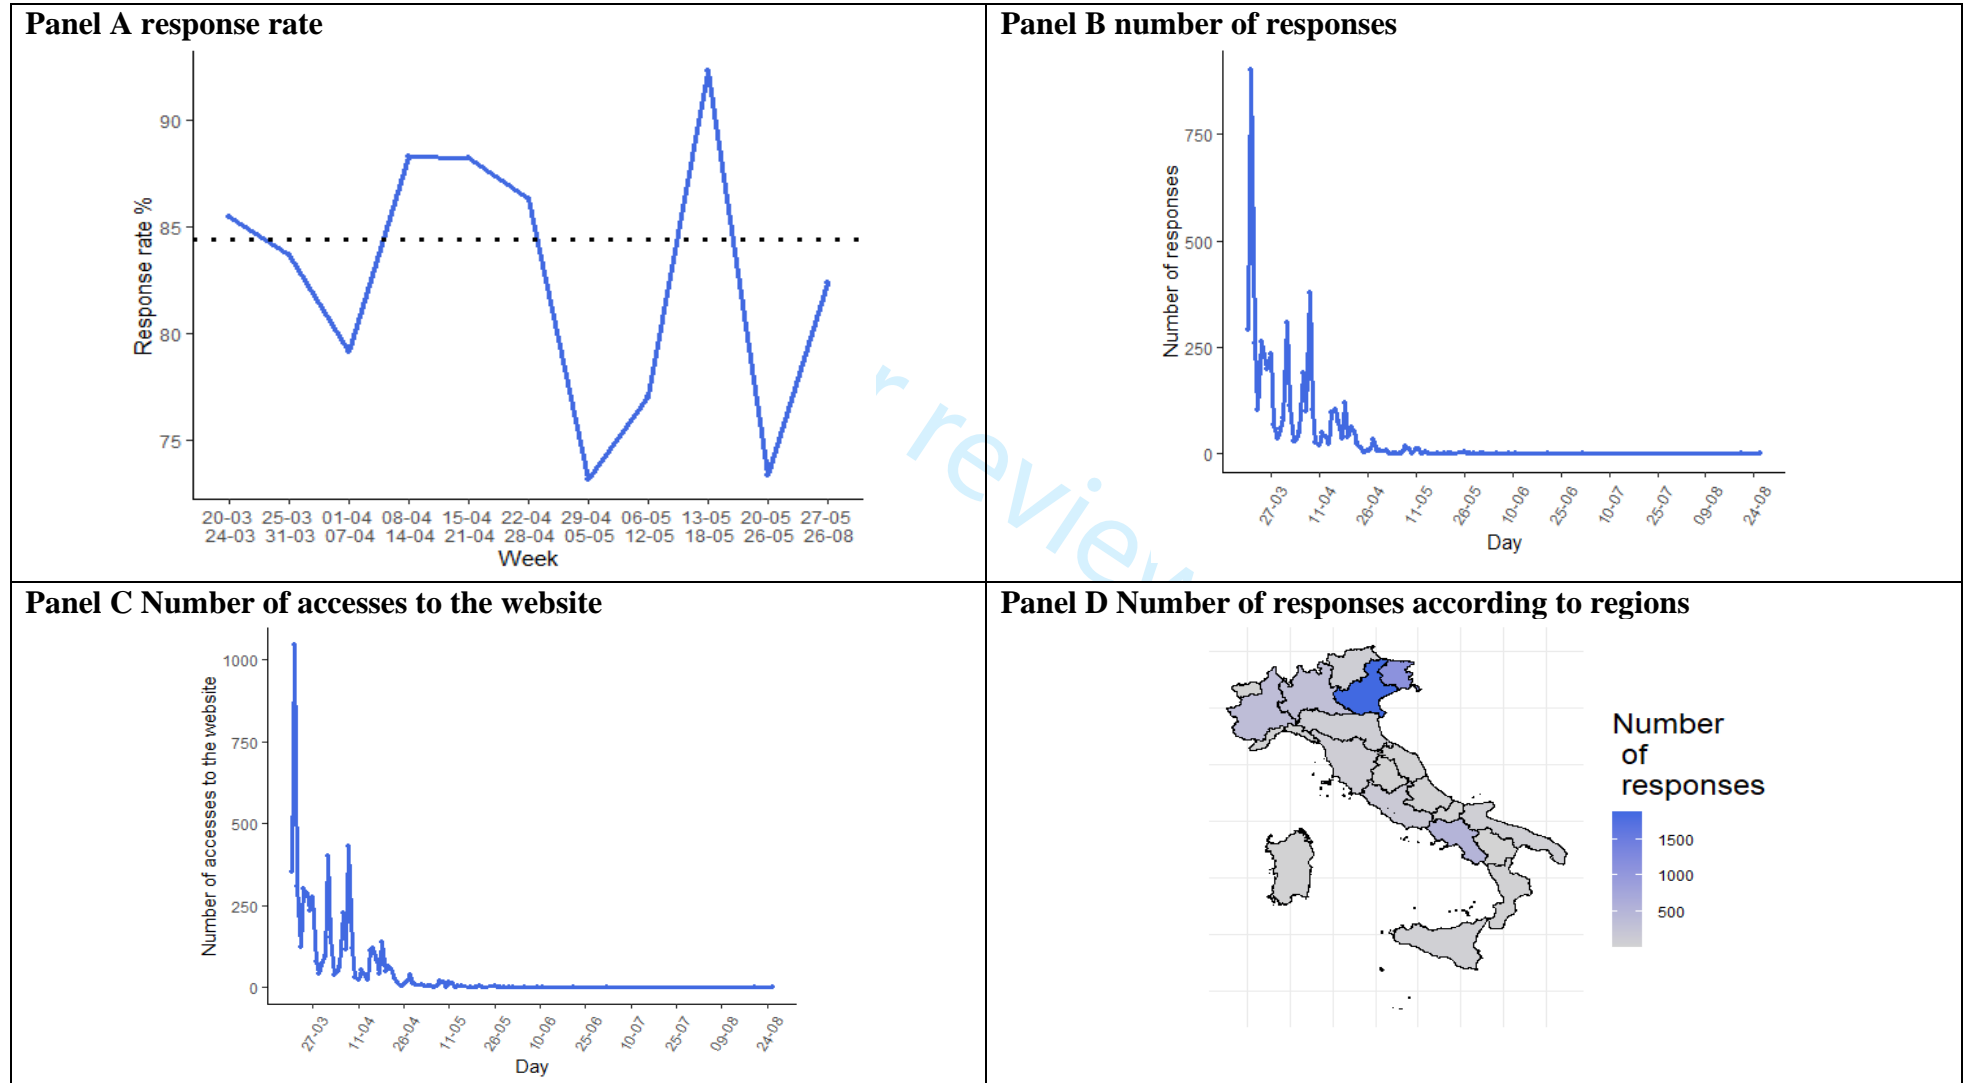 Panel A response rate
Response rate %
90
85
80
75
20-03 25-03 01-04 08-04 15-04 22-04 29-04 06-05 13-05 20-05 27-05
24-03 31-03 07-04 14-04 21-04 28-04 05-05 12-05 18-05 26-05 26-08
Week
Panel B number of responses
Number of responses
750
500
250
0
27-03 11-04 28-04 11-05 26-05 10-06 25-06 10-07 25-07 09-08 24-08
Day
r review
Panel C Number of accesses to the website
Number of accesses to the website
1000
750
500
250
0
27-03 11-04 26-04 11-05 26-05 10-06 25-06 10-07 25-07 09-08 24-08
Day
Panel D Number of responses according to regions
Number
of
responses
1500
1000
500